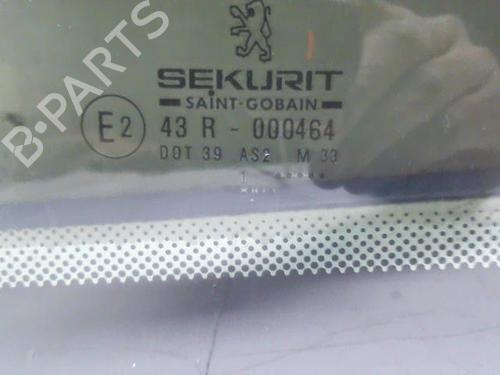 SEKURIT
SAINT-GOBAIN
E2 43 R - 000464
DOT 39 AS2 M 33
B-PARTS